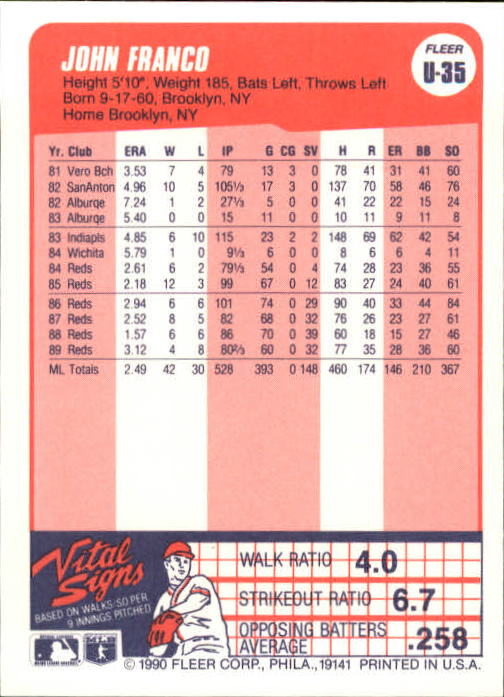 JOHN FRANCO
FLEER
U-35
Height 5'10", Weight 185, Bats Left, Throws Left
Born 9-17-60, Brooklyn, NY
Home Brooklyn, NY
Yr. Club ERA W L IP G CG SV H R ER BB SO
81 Vero Bch 3.53 7 4 79 13 3 0 78 41 31 41 60
82 SanAnton 4.96 10 5 105⅓ 17 3 0 137 70 58 46 76
82 Alburqe 7.24 1 2 27⅓ 5 0 0 41 22 22 15 24
83 Alburqe 5.40 0 0 15 11 0 0 10 11 9 11 8
83 Indiapls 4.85 6 10 115 23 2 2 148 69 62 42 54
84 Wichita 5.79 1 0 9⅓ 6 0 0 8 6 6 4 11
84 Reds 2.61 6 2 79⅓ 54 0 4 74 28 23 36 55
85 Reds 2.18 12 3 99 67 0 12 83 27 24 40 61
86 Reds 2.94 6 6 101 74 0 29 90 40 33 44 84
87 Reds 2.52 8 5 82 68 0 32 76 26 23 27 61
88 Reds 1.57 6 6 86 70 0 39 60 18 15 27 46
89 Reds 3.12 4 8 80⅔ 60 0 32 77 35 28 36 60
ML Totals 2.49 42 30 528 393 0 148 460 174 146 210 367
Vital Signs
BASED ON WALKS/SO PER
9 INNINGS PITCHED
WALK RATIO 4.0
STRIKEOUT RATIO 6.7
OPPOSING BATTERS
AVERAGE .258
© 1990 FLEER CORP., PHILA., 19141 PRINTED IN U.S.A.